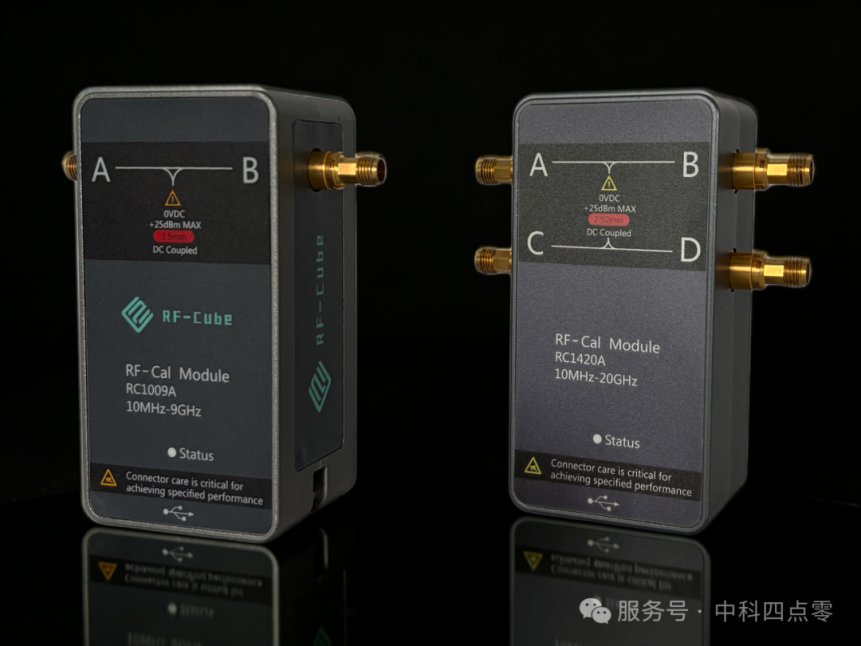 A B
0VDC
+25dBm MAX
3.5mm
DC Coupled
RF-Cube
RF-Cal Module
RC1009A
10MHz-9GHz
Status
Connector care is critical for
achieving specified performance
RF-Cube
A B
0VDC
+25dBm MAX
2.92mm
DC Coupled
C D
RF-Cal Module
RC1420A
10MHz-20GHz
Status
Connector care is critical for
achieving specified performance
服务号 · 中科四点零